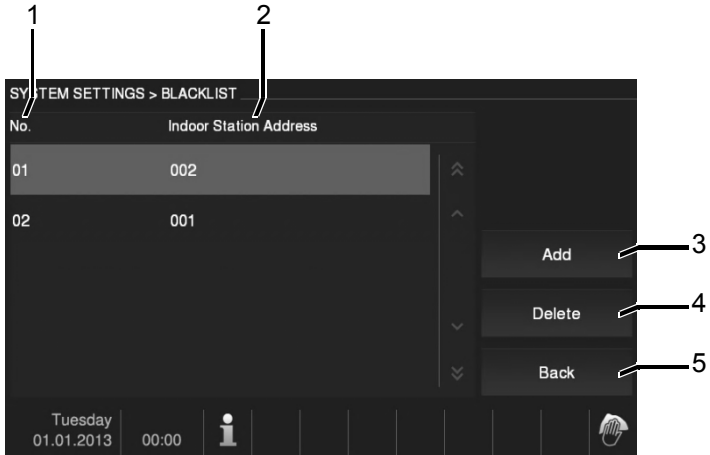 1
2
SYSTEM SETTINGS > BLACKLIST
No. Indoor Station Address
01 002
02 001
Add
3
Delete
4
Back
5
Tuesday
01.01.2013 00:00